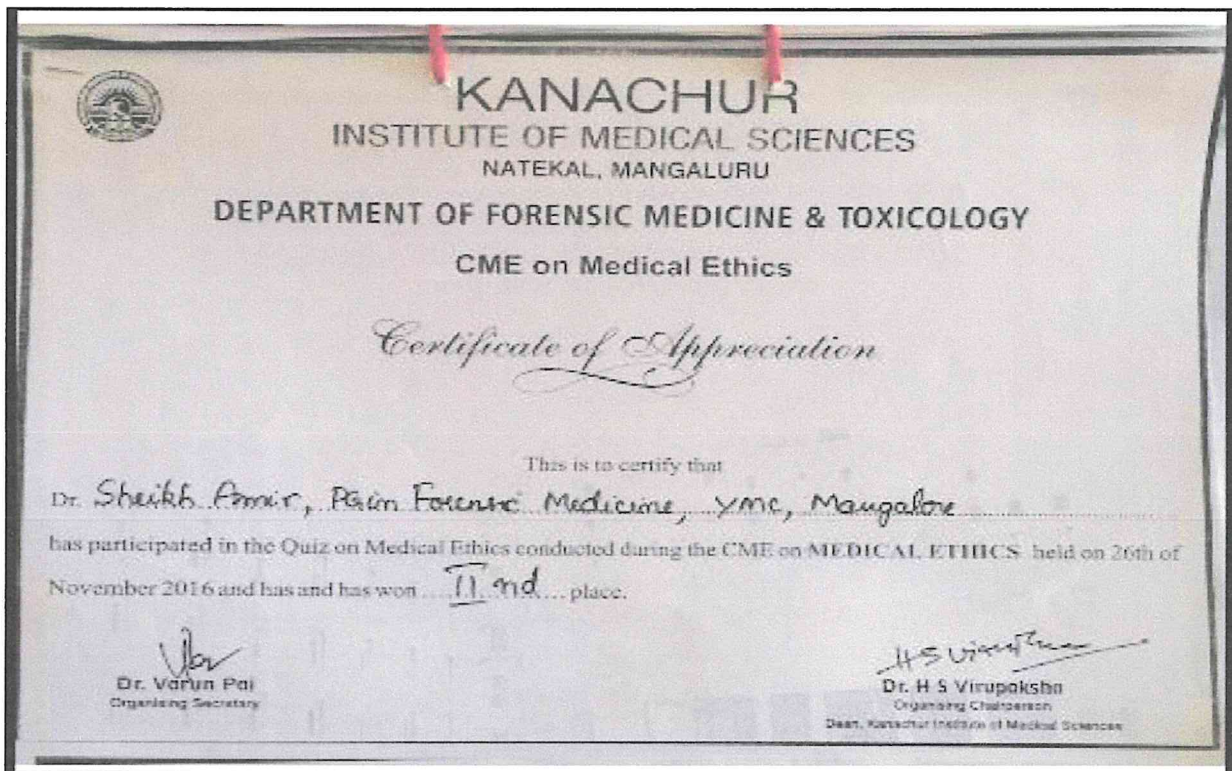 KANACHUR
INSTITUTE OF MEDICAL SCIENCES
NATEKAL, MANGALURU
DEPARTMENT OF FORENSIC MEDICINE & TOXICOLOGY
CME on Medical Ethics
Certificate of Appreciation
This is to certify that
Dr. Sheikh Amir, Forensic Medicine, YMC, Mangalore
has participated in the Quiz on Medical Ethics conducted during the CME on MEDICAL ETHICS held on 26th of
November 2016 and has and has won ....II nd... place.
Dr. Varun Pai
Organising Secretary
H S
Dr. H S Virupaksha
Organising Chairperson
Dean, Kanachur Institute of Medical Sciences